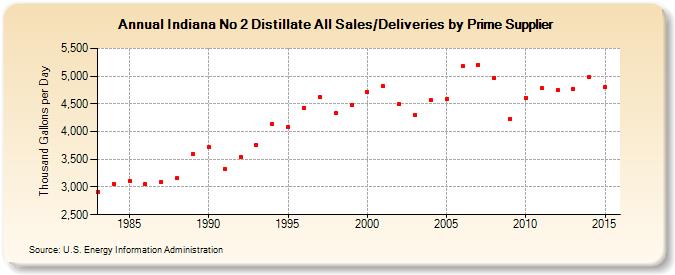 Annual Indiana No 2 Distillate All Sales/Deliveries by Prime Supplier
Thousand Gallons per Day
5,500
5,000
4,500
4,000
3,500
3,000
2,500
1985 1990 1995 2000 2005 2010 2015
Source: U.S. Energy Information Administration